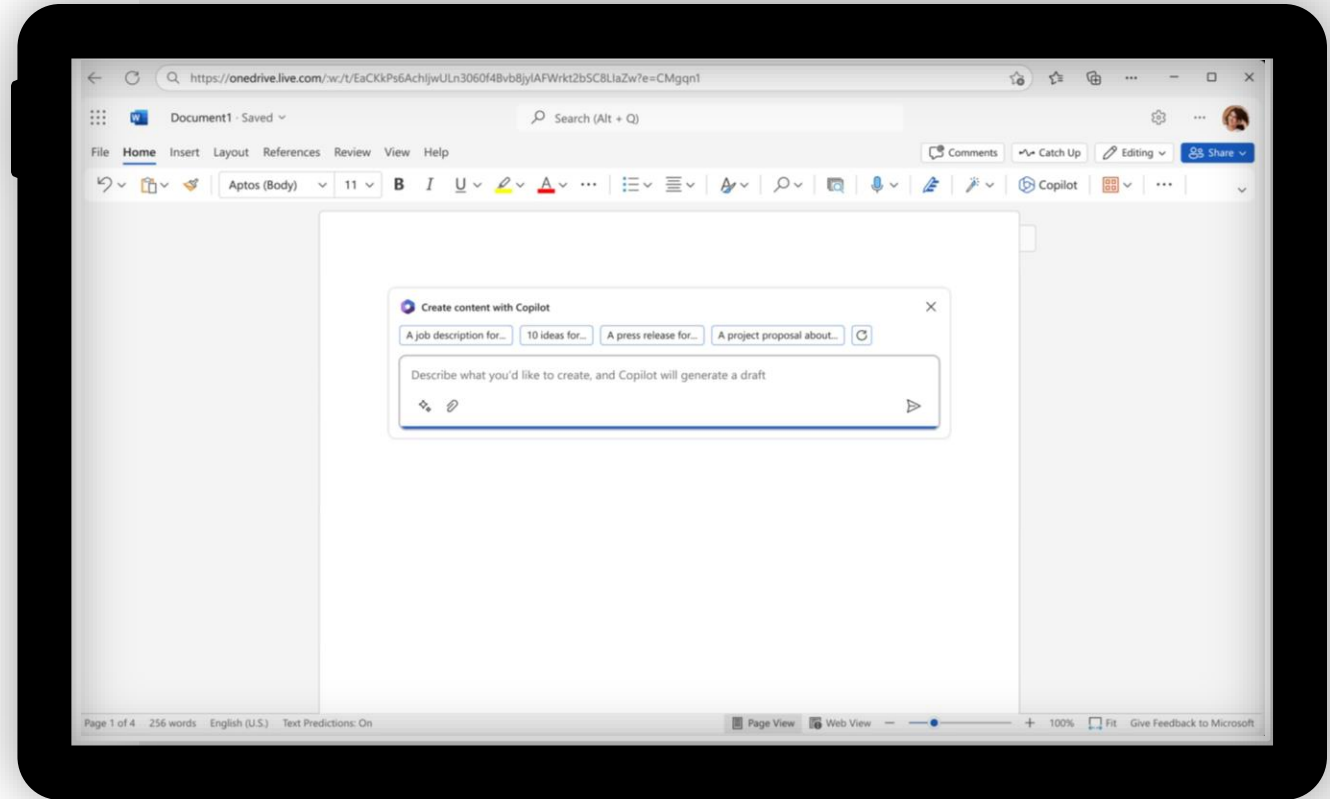 https://onedrive.live.com/:w:/t/EaCKkPs6AchIjwULn3060f4Bvb8jylAFWrkt2bSC8LIaZw?e=CMgqn1
W Document1 · Saved Search (Alt + Q)
File Home Insert Layout References Review View Help Comments Catch Up Editing Share
Aptos (Body) 11 B I U A Copilot
Create content with Copilot
A job description for... 10 ideas for... A press release for... A project proposal about...
Describe what you'd like to create, and Copilot will generate a draft
Page 1 of 4 256 words English (U.S.) Text Predictions: On Page View Web View 100% Fit Give Feedback to Microsoft